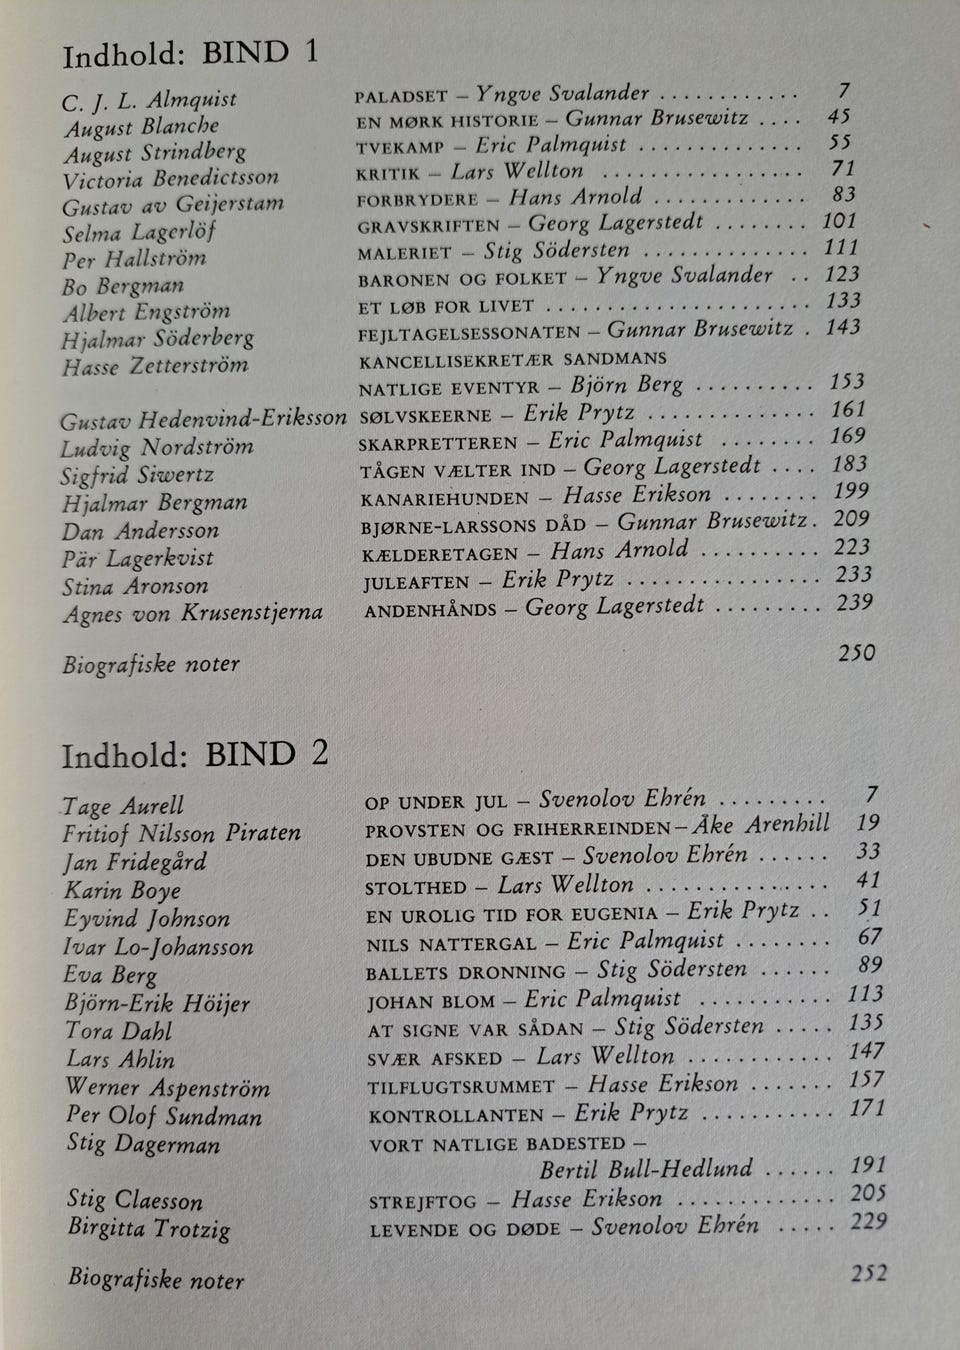 Indhold: BIND 1
C. J. L. Almquist PALADSET – Yngve Svalander ............ 7
August Blanche EN MØRK HISTORIE – Gunnar Brusewitz .... 45
August Strindberg TVEKAMP – Eric Palmquist .............. 55
Victoria Benedictsson KRITIK – Lars Wellton ................. 71
Gustav av Geijerstam FORBRYDERE – Hans Arnold ............. 83
Selma Lagerlöf GRAVSKRIFTEN – Georg Lagerstedt ........ 101
Per Hallström MALERIET – Stig Södersten .............. 111
Bo Bergman BARONEN OG FOLKET – Yngve Svalander .. 123
Albert Engström ET LØB FOR LIVET ...................... 133
Hjalmar Söderberg FEJLTAGELSESSONATEN – Gunnar Brusewitz . 143
Hasse Zetterström KANCELLISEKRETÆR SANDMANS
NATLIGE EVENTYR – Björn Berg .......... 153
Gustav Hedenvind-Eriksson SØLVSKEERNE – Erik Prytz .............. 161
Ludvig Nordström SKARPRETTEREN – Eric Palmquist ........ 169
Sigfrid Siwertz TÅGEN VÆLTER IND – Georg Lagerstedt .... 183
Hjalmar Bergman KANARIEHUNDEN – Hasse Erikson ........ 199
Dan Andersson BJØRNE-LARSSONS DÅD – Gunnar Brusewitz. 209
Pär Lagerkvist KÆLDERETAGEN – Hans Arnold .......... 223
Stina Aronson JULEAFTEN – Erik Prytz ................ 233
Agnes von Krusenstjerna ANDENHÅNDS – Georg Lagerstedt ......... 239
Biografiske noter 250
Indhold: BIND 2
Tage Aurell OP UNDER JUL – Svenolov Ehrén ......... 7
Fritiof Nilsson Piraten PROVSTEN OG FRIHERREINDEN – Åke Arenhill 19
Jan Fridegård DEN UBUDNE GÆST – Svenolov Ehrén ...... 33
Karin Boye STOLTHED – Lars Wellton ............... 41
Eyvind Johnson EN UROLIG TID FOR EUGENIA – Erik Prytz .. 51
Ivar Lo-Johansson NILS NATTERGAL – Eric Palmquist ........ 67
Eva Berg BALLETS DRONNING – Stig Södersten ...... 89
Björn-Erik Höijer JOHAN BLOM – Eric Palmquist ........... 113
Tora Dahl AT SIGNE VAR SÅDAN – Stig Södersten ..... 135
Lars Ahlin SVÆR AFSKED – Lars Wellton ............ 147
Werner Aspenström TILFLUGTSRUMMET – Hasse Erikson ....... 157
Per Olof Sundman KONTROLLANTEN – Erik Prytz ........... 171
Stig Dagerman VORT NATLIGE BADESTED –
Bertil Bull-Hedlund ...... 191
Stig Claesson STREJFTOG – Hasse Erikson ............. 205
Birgitta Trotzig LEVENDE OG DØDE – Svenolov Ehrén ..... 229
Biografiske noter 252